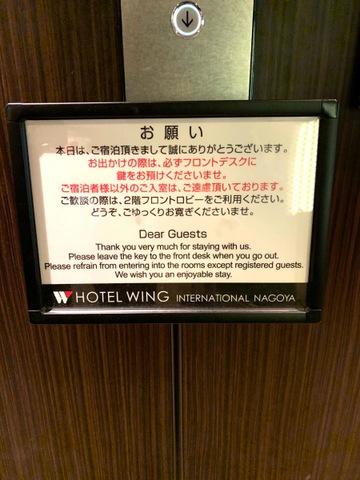 お願い
本日は、ご宿泊頂きまして誠にありがとうございます。
お出かけの際は、必ずフロントデスクに
鍵をお預けくださいませ。
ご宿泊者様以外のご入室は、ご遠慮頂いております。
ご歓談の際は、2階フロントロビーをご利用ください。
どうぞ、ごゆっくりお寛ぎくださいませ。
Dear Guests
Thank you very much for staying with us.
Please leave the key to the front desk when you go out.
Please refrain from entering into the rooms except registered guests.
We wish you an enjoyable stay.
W HOTEL WING INTERNATIONAL NAGOYA